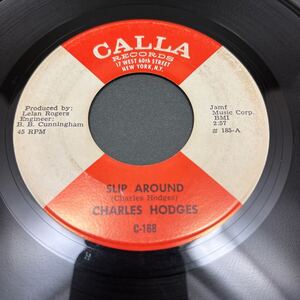 CALLA
RECORDS
17 WEST 60th STREET
NEW YORK, N.Y.
Produced by:
Lelan Rogers
Engineer:
B. B. Cunningham
45 RPM
Jamf
Music Corp.
BMI
2:57
# 185-A
SLIP AROUND
(Charles Hodges)
CHARLES HODGES
C-168